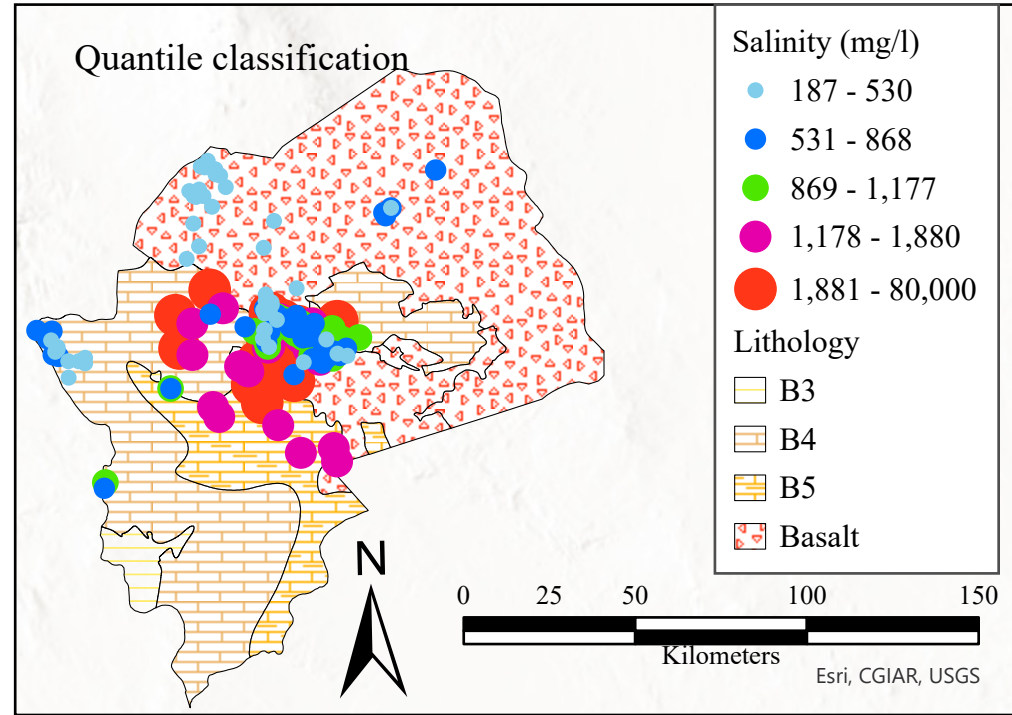 Quantile classification
Salinity (mg/l)
187 - 530
531 - 868
869 - 1,177
1,178 - 1,880
1,881 - 80,000
Lithology
B3
B4
B5
Basalt
N
0 25 50 100 150
Kilometers
Esri, CGIAR, USGS